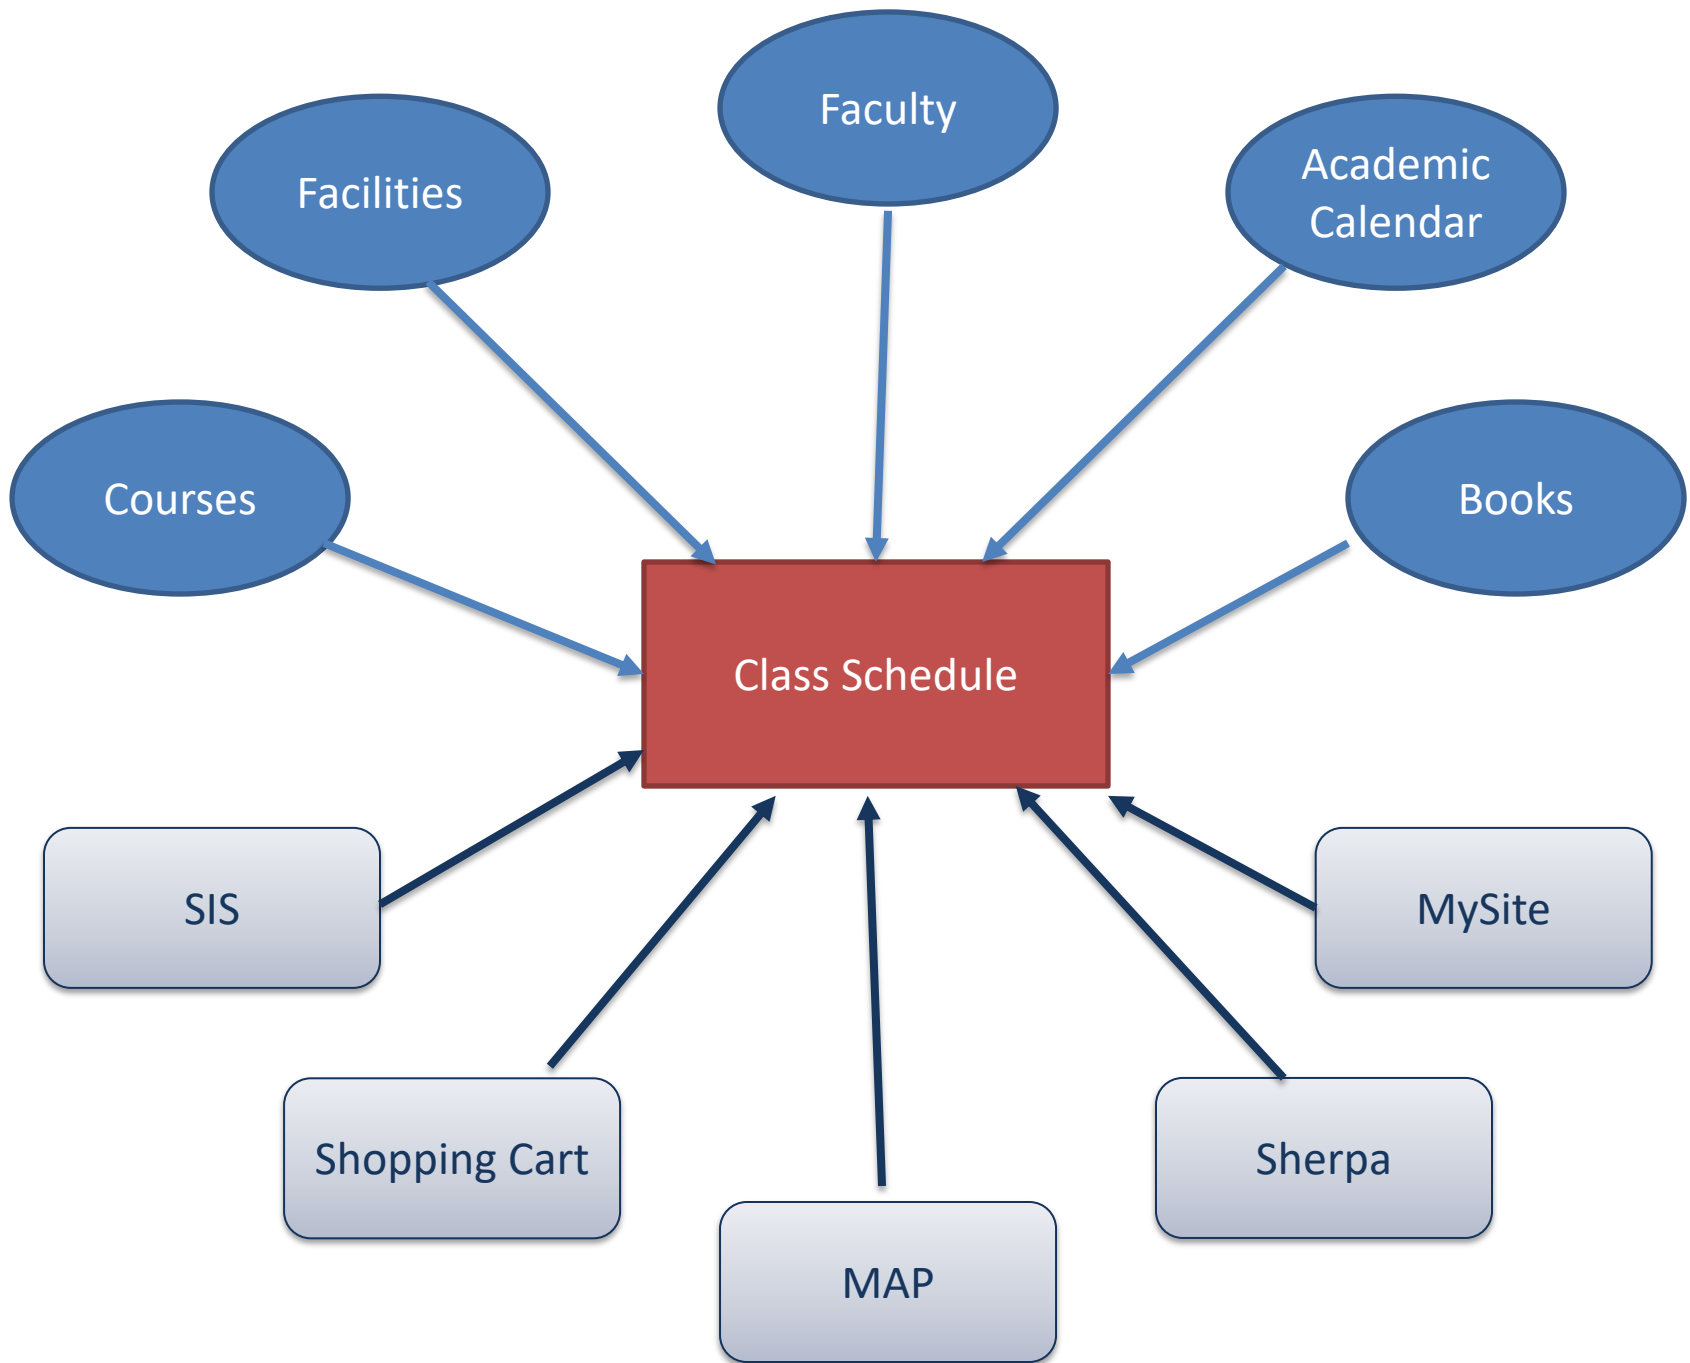 Faculty
Facilities
Academic
Calendar
Courses
Books
Class Schedule
SIS
MySite
Shopping Cart
Sherpa
MAP